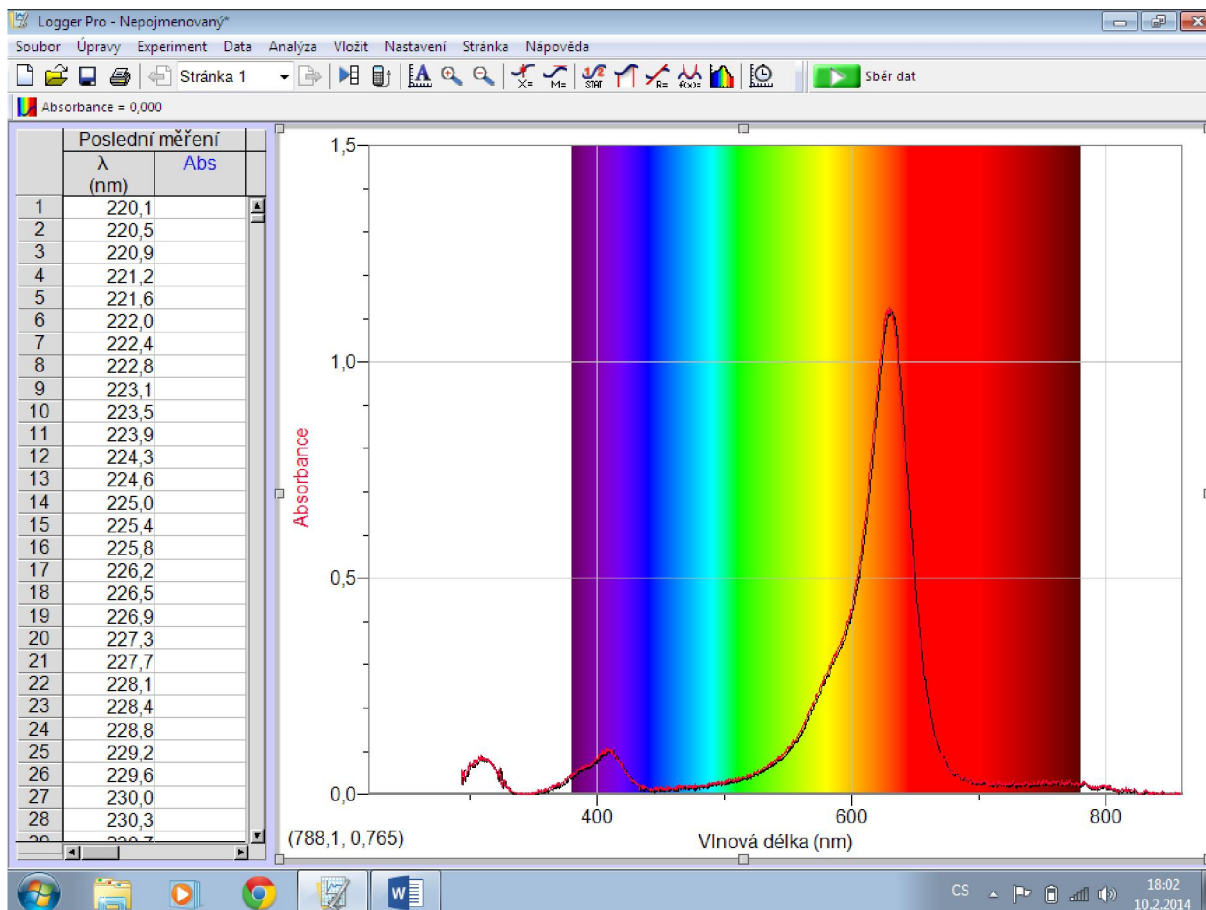 Logger Pro - Nepojmenovaný*
Soubor Úpravy Experiment Data Analýza Vložit Nastavení Stránka Nápověda
Stránka 1
X= M= STAT R= f(x)=
Sběr dat
Absorbance = 0,000
Poslední měření
λ Abs
(nm)
1 220,1
2 220,5
3 220,9
4 221,2
5 221,6
6 222,0
7 222,4
8 222,8
9 223,1
10 223,5
11 223,9
12 224,3
13 224,6
14 225,0
15 225,4
16 225,8
17 226,2
18 226,5
19 226,9
20 227,3
21 227,7
22 228,1
23 228,4
24 228,8
25 229,2
26 229,6
27 230,0
28 230,3
29 230,7
1,5
1,0
0,5
0,0
Absorbance
400 600 800
Vlnová délka (nm)
(788,1, 0,765)
CS
18:02
10.2.2014